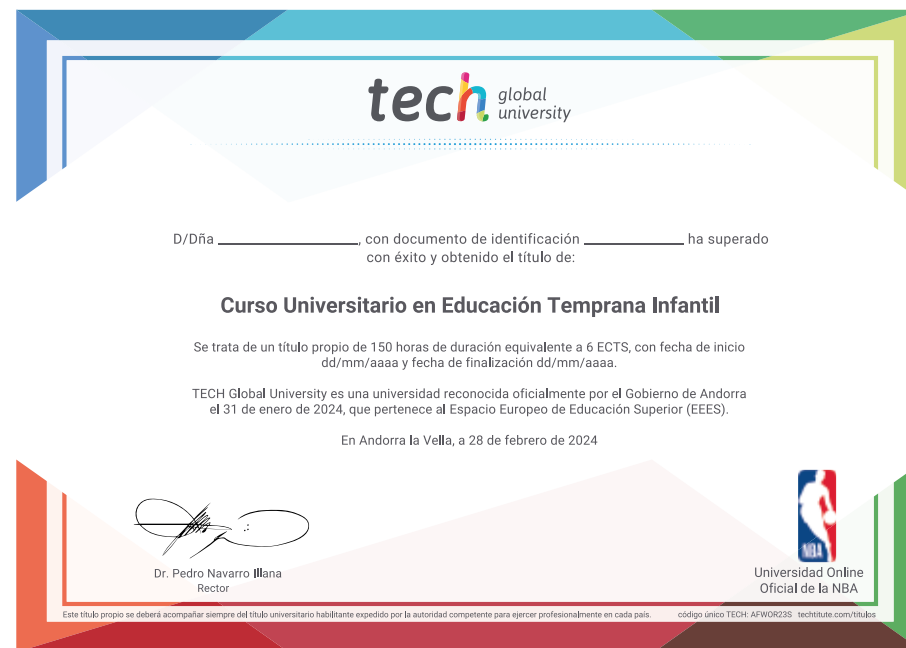 tech global university
D/Dña ____________, con documento de identificación ____________ ha superado
con éxito y obtenido el título de:
Curso Universitario en Educación Temprana Infantil
Se trata de un título propio de 150 horas de duración equivalente a 6 ECTS, con fecha de inicio
dd/mm/aaaa y fecha de finalización dd/mm/aaaa.
TECH Global University es una universidad reconocida oficialmente por el Gobierno de Andorra
el 31 de enero de 2024, que pertenece al Espacio Europeo de Educación Superior (EEES).
En Andorra la Vella, a 28 de febrero de 2024
Dr. Pedro Navarro Illana
Rector
NBA
Universidad Online
Oficial de la NBA
Este título propio se deberá acompañar siempre del título universitario habilitante expedido por la autoridad competente para ejercer profesionalmente en cada país. código único TECH: AFWOR23S techtitute.com/titulos